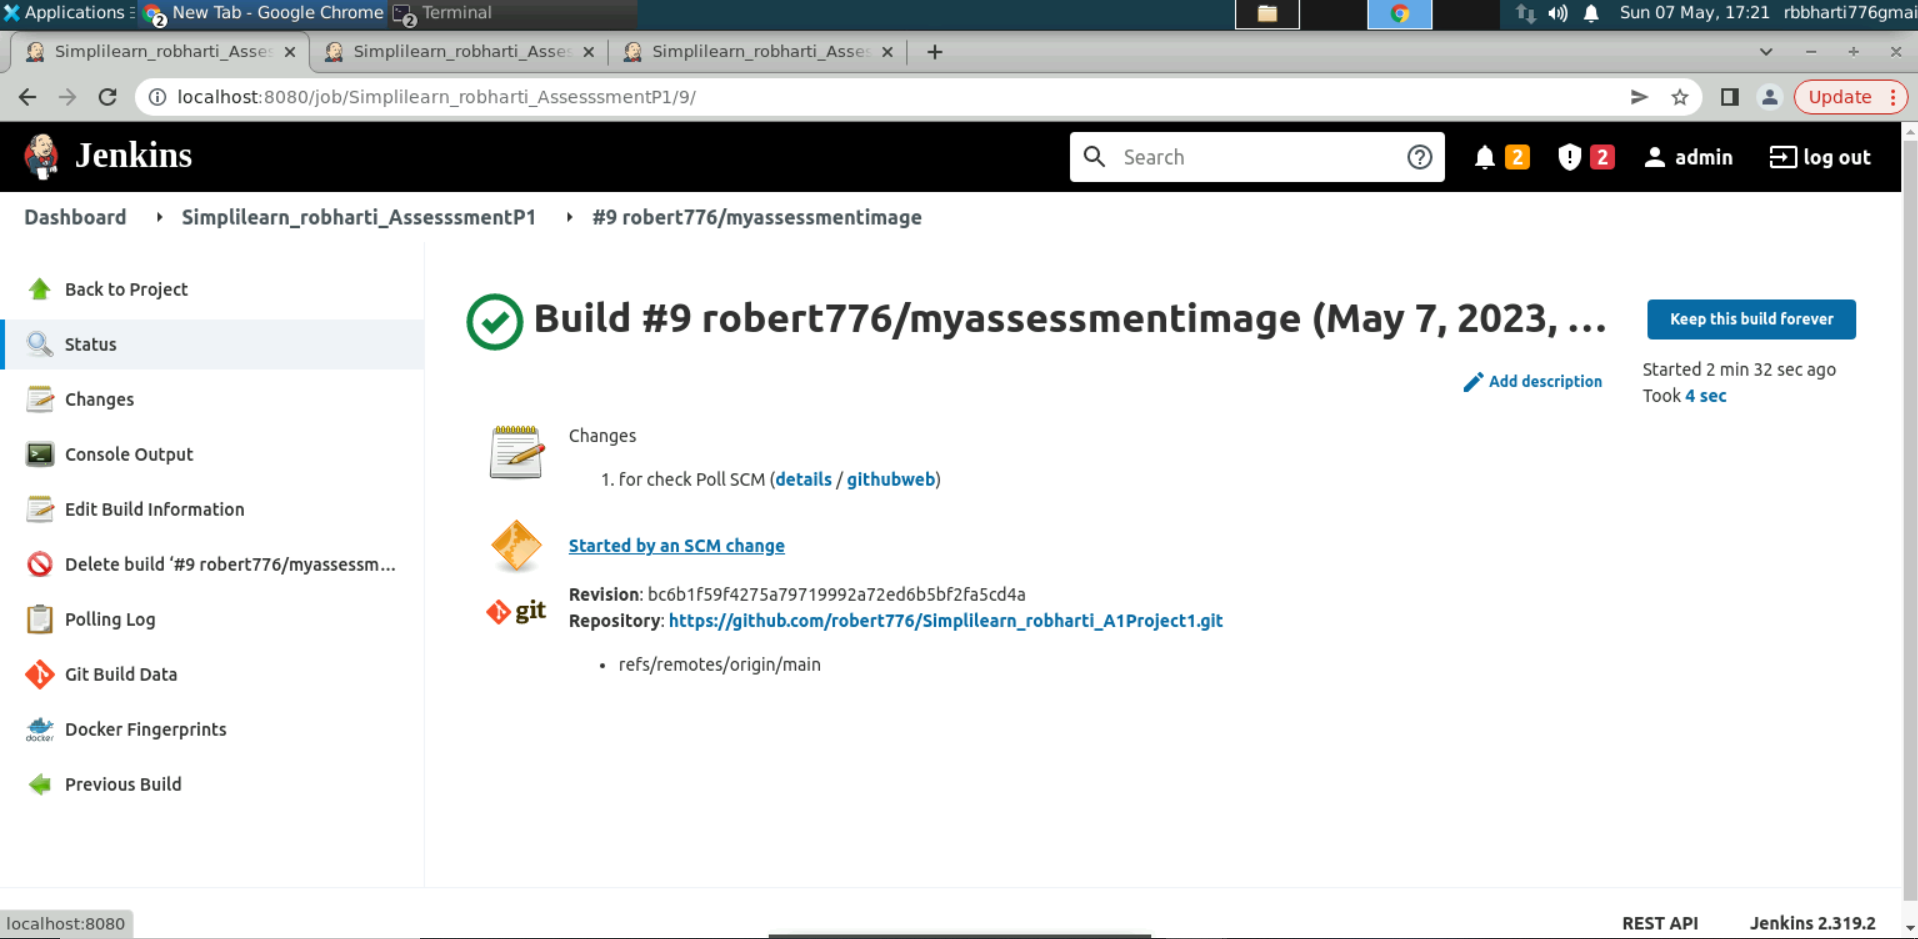 Applications
New Tab - Google Chrome
Terminal
Sun 07 May, 17:21
rbbharti776gmai
Simplilearn_robharti_Asses
Simplilearn_robharti_Asses
Simplilearn_robharti_Asses
localhost:8080/job/Simplilearn_robharti_AssesssmentP1/9/
Update
Jenkins
Search
2
2
admin
log out
Dashboard
Simplilearn_robharti_AssesssmentP1
#9 robert776/myassessmentimage
Back to Project
Status
Changes
Console Output
Edit Build Information
Delete build ‘#9 robert776/myassessm...
Polling Log
Git Build Data
docker
Docker Fingerprints
Previous Build
Build #9 robert776/myassessmentimage (May 7, 2023, ...
Keep this build forever
Add description
Started 2 min 32 sec ago
Took 4 sec
Changes
1. for check Poll SCM (details / githubweb)
Started by an SCM change
git
Revision: bc6b1f59f4275a79719992a72ed6b5bf2fa5cd4a
Repository: https://github.com/robert776/Simplilearn_robharti_A1Project1.git
• refs/remotes/origin/main
localhost:8080
REST API
Jenkins 2.319.2